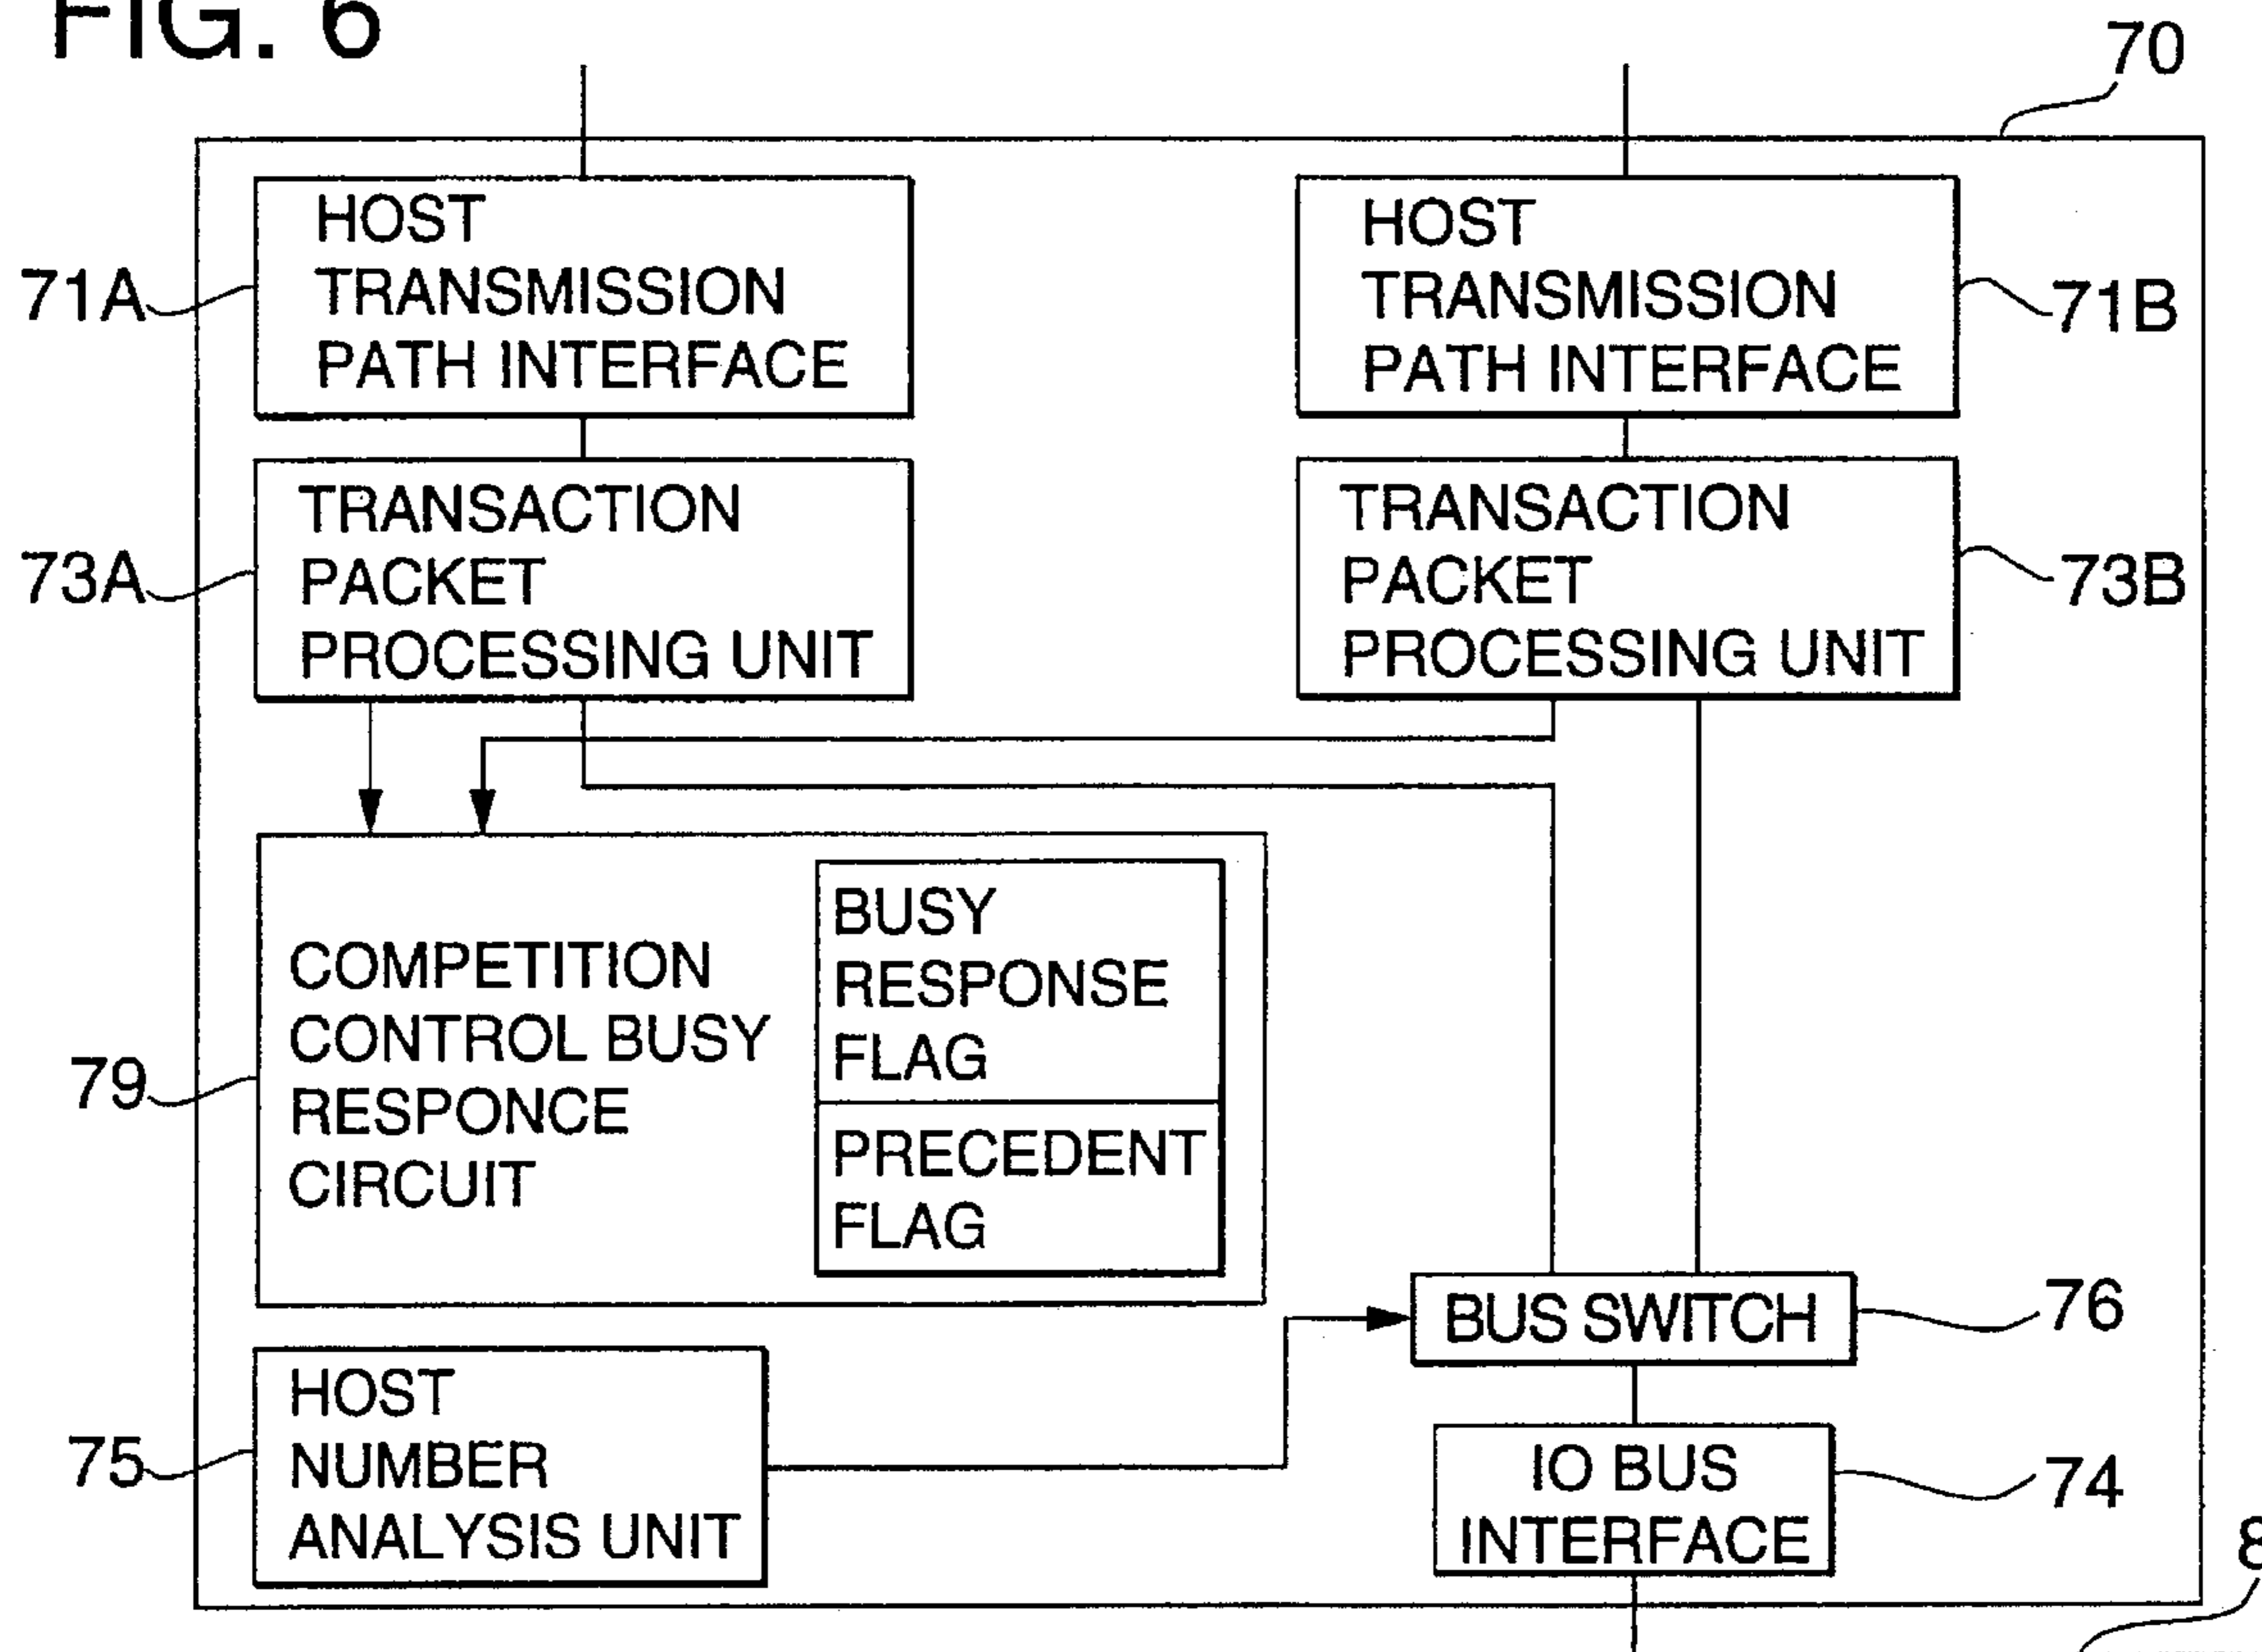 FIG. 6
70
HOST
TRANSMISSION
PATH INTERFACE
71A
HOST
TRANSMISSION
PATH INTERFACE
71B
TRANSACTION
PACKET
PROCESSING UNIT
73A
TRANSACTION
PACKET
PROCESSING UNIT
73B
COMPETITION
CONTROL BUSY
RESPONCE
CIRCUIT
79
BUSY
RESPONSE
FLAG
PRECEDENT
FLAG
BUS SWITCH
76
HOST
NUMBER
ANALYSIS UNIT
75
IO BUS
INTERFACE
74